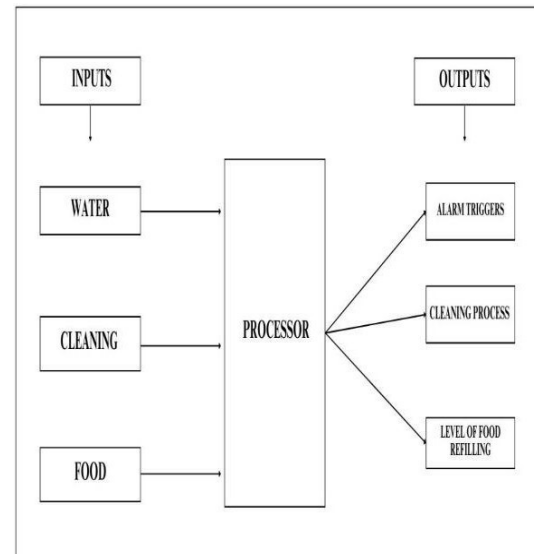 INPUTS
OUTPUTS
WATER
CLEANING
FOOD
PROCESSOR
ALARM TRIGGERS
CLEANING PROCESS
LEVEL OF FOOD
REFILLING